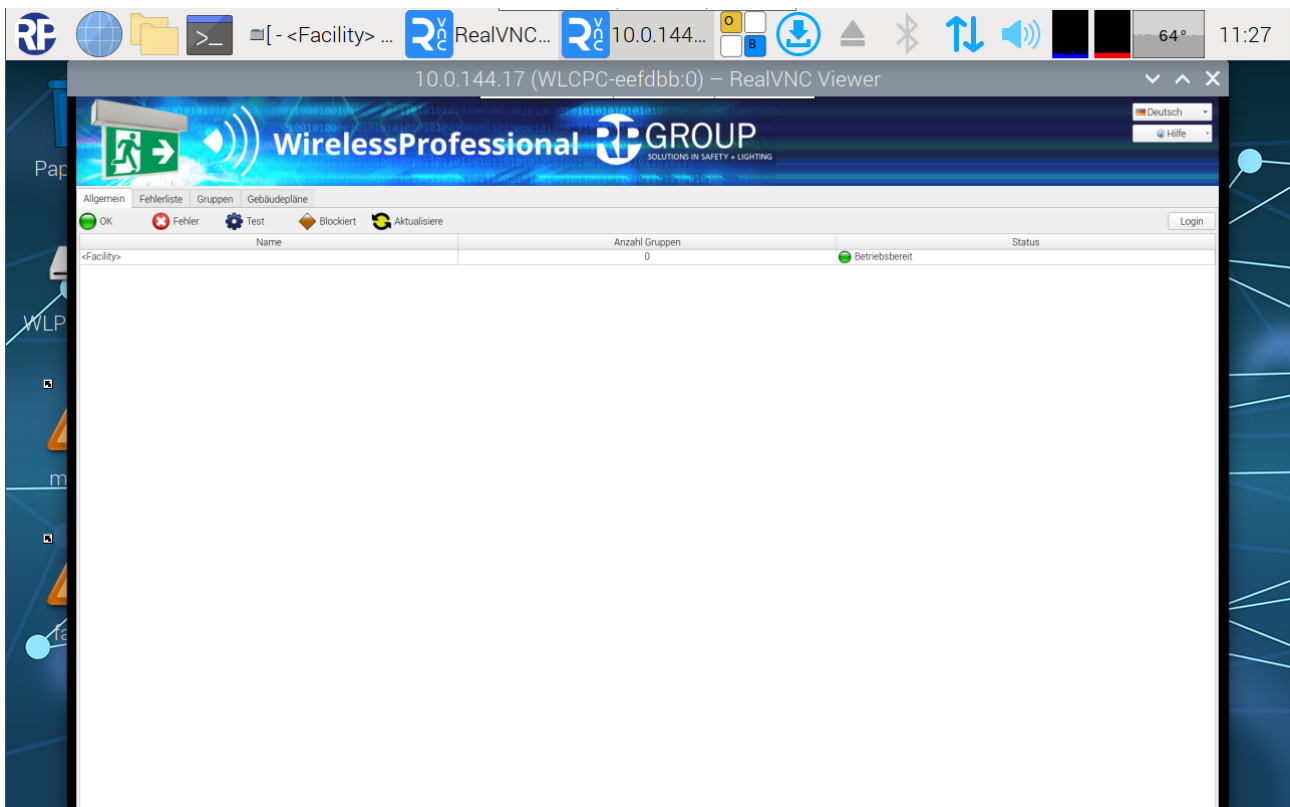 RP
>_
[ - <Facility> ...
RealVNC...
10.0.144...
O
B
64°
11:27
10.0.144.17 (WLCPC-eefdbb:0) – RealVNC Viewer
WirelessProfessional
RP GROUP
SOLUTIONS IN SAFETY + LIGHTING
Deutsch
Hilfe
Pap
WLP
m
fa
Allgemein Fehlerliste Gruppen Gebäudepläne
OK Fehler Test Blockiert Aktualisiere Login
Name Anzahl Gruppen Status
<Facility> 0 Betriebsbereit